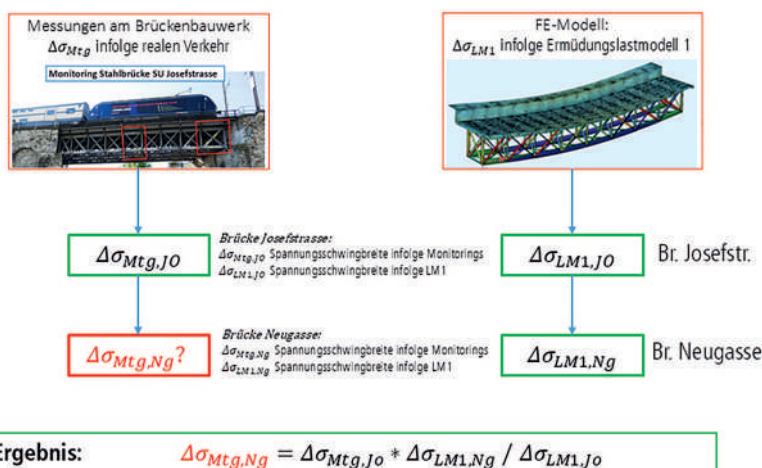 Messungen am Brückenbauwerk
Δσ_Mtg infolge realen Verkehr
Monitoring Stahlbrücke SU Josefstrasse
FE-Modell:
Δσ_LM1 infolge Ermüdungslastmodell 1
Δσ_Mtg,JO
Brücke Josefstrasse:
Δσ_Mtg,JO Spannungsschwingbreite infolge Monitorings
Δσ_LM1,JO Spannungsschwingbreite infolge LM1
Δσ_LM1,JO
Br. Josefstr.
Δσ_Mtg,Ng?
Brücke Neugasse:
Δσ_Mtg,Ng Spannungsschwingbreite infolge Monitorings
Δσ_LM1,Ng Spannungsschwingbreite infolge LM1
Δσ_LM1,Ng
Br. Neugasse
Ergebnis: Δσ_Mtg,Ng = Δσ_Mtg,Jo * Δσ_LM1,Ng / Δσ_LM1,Jo